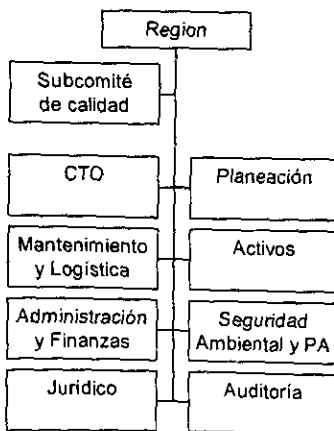 Region
Subcomité
de calidad
CTO
Planeación
Mantenimiento
y Logística
Activos
Administración
y Finanzas
Seguridad
Ambiental y PA
Jurídico
Auditoría